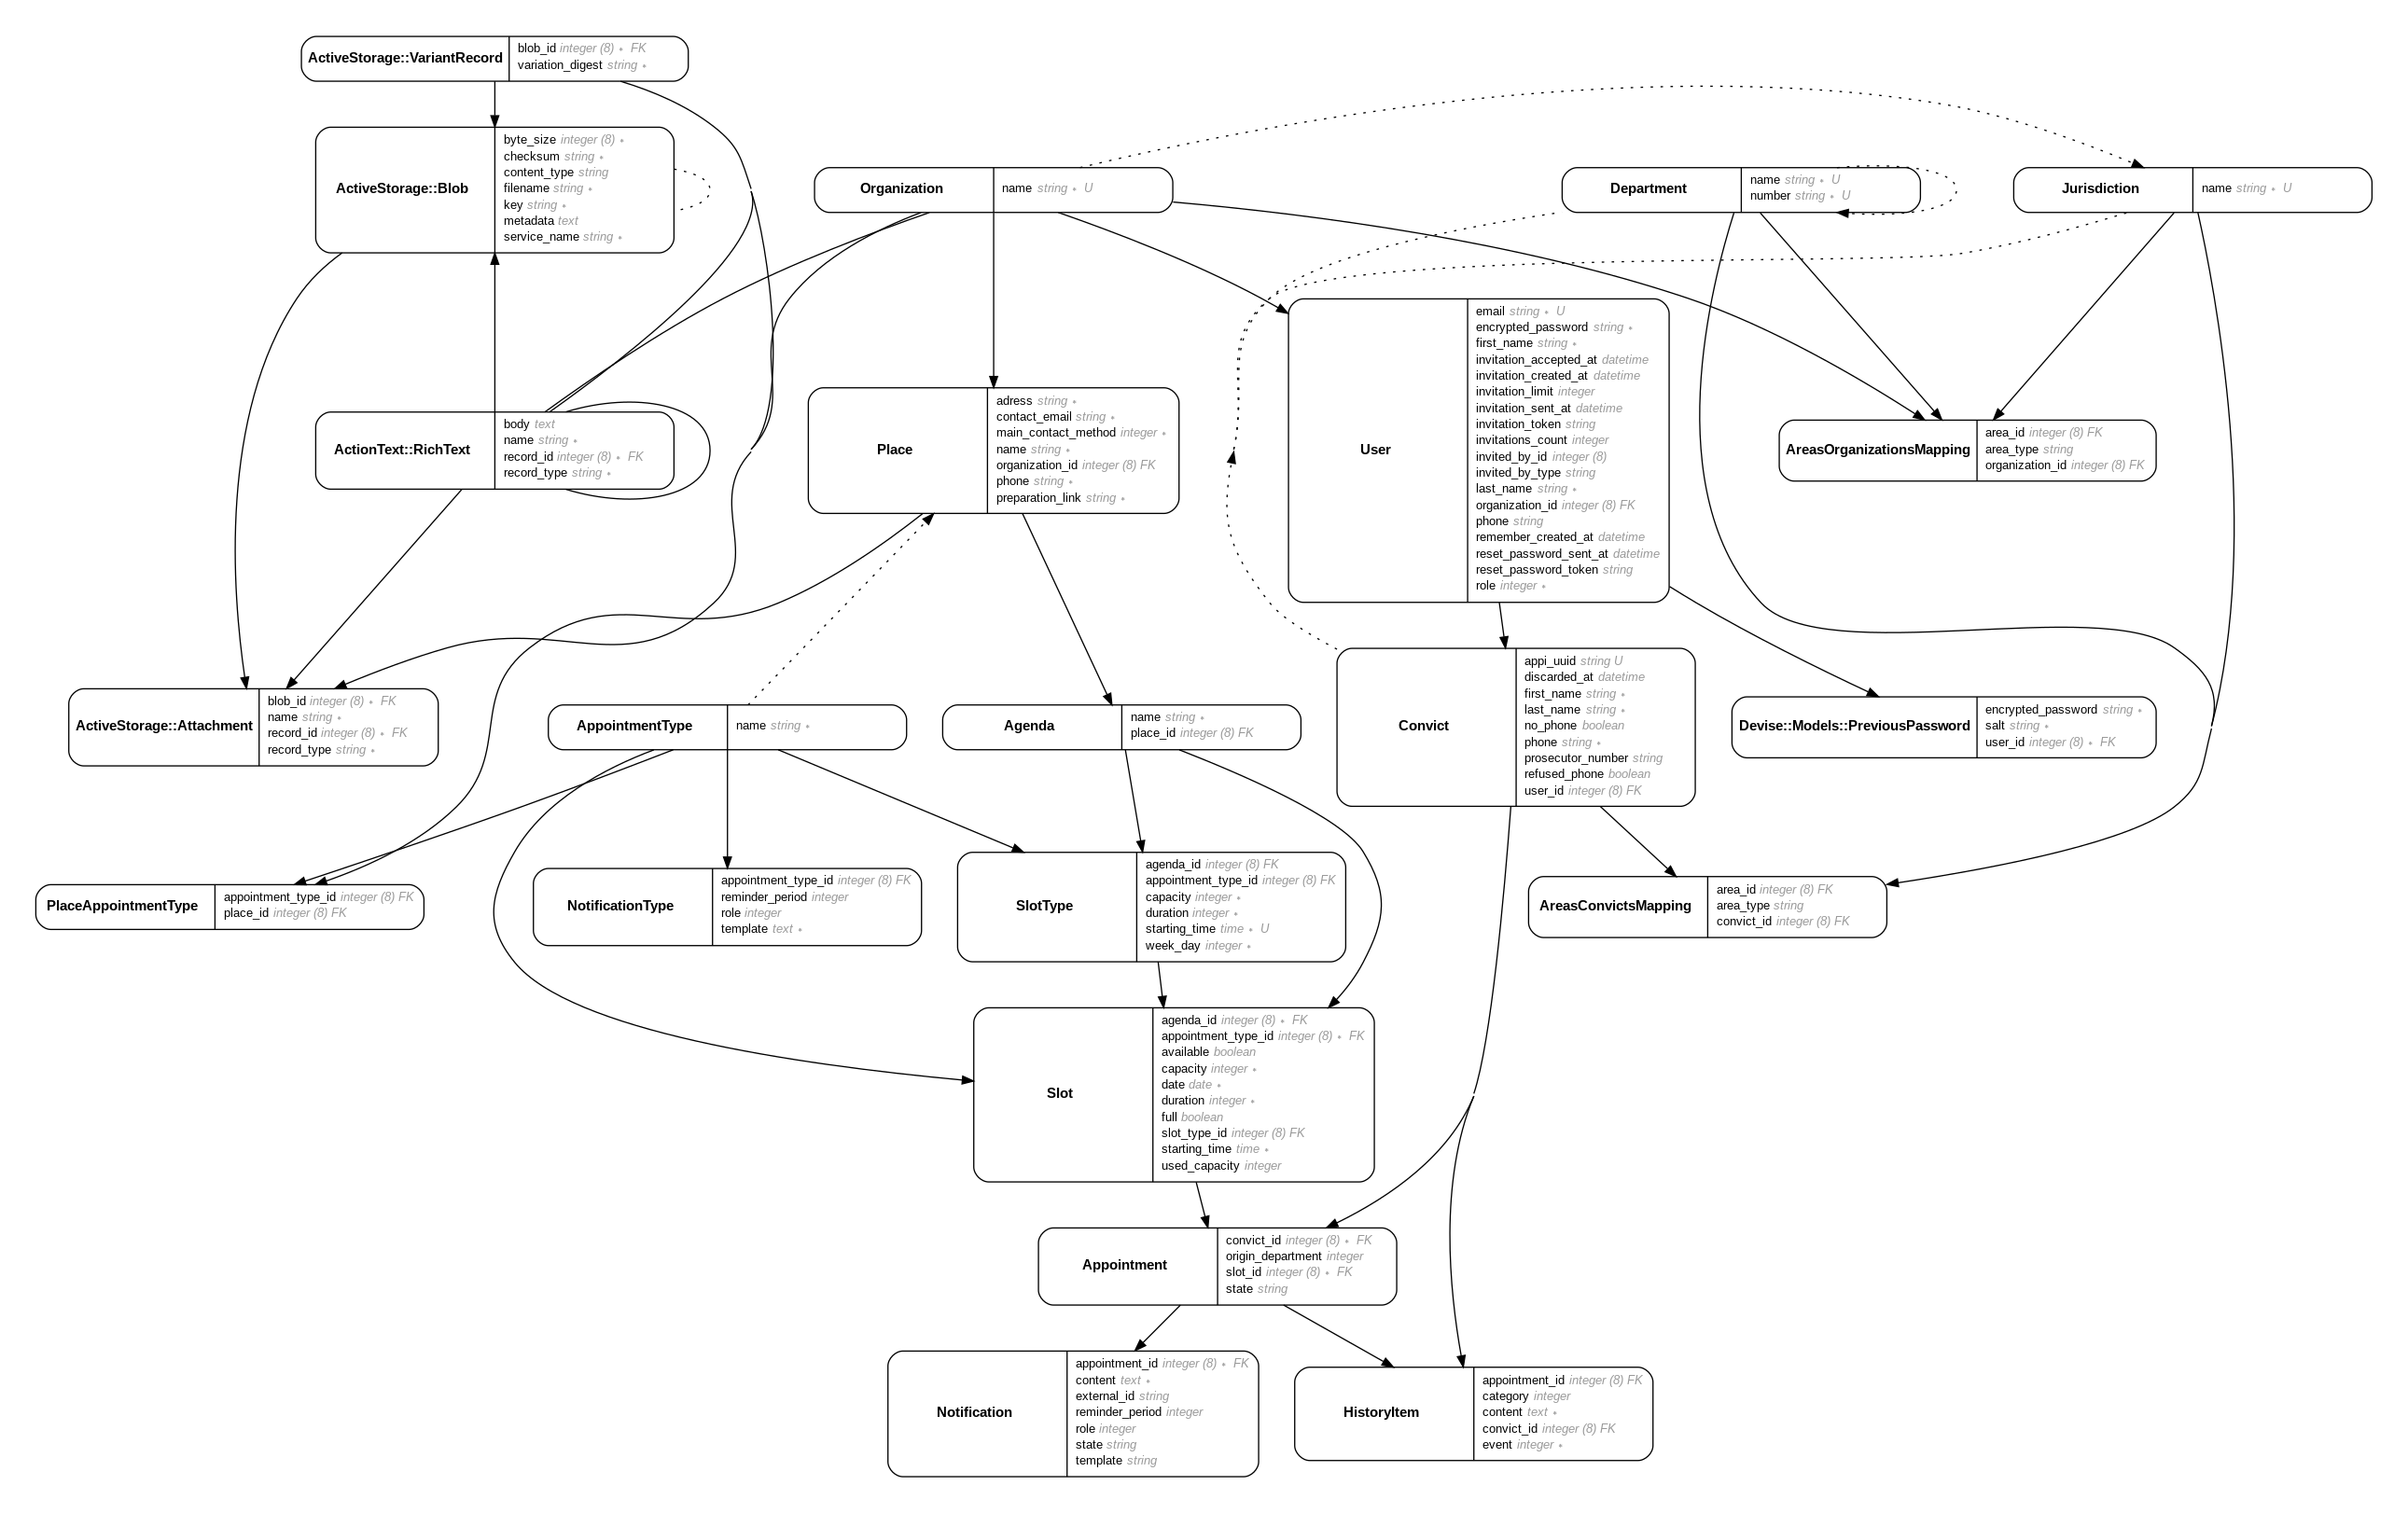 ActiveStorage::VariantRecord
blob_id integer (8) ∗ FK
variation_digest string ∗
ActiveStorage::Blob
byte_size integer (8) ∗
checksum string ∗
content_type string
filename string ∗
key string ∗
metadata text
service_name string ∗
Organization
name string ∗ U
Department
name string ∗ U
number string ∗ U
Jurisdiction
name string ∗ U
User
email string ∗ U
encrypted_password string ∗
first_name string ∗
invitation_accepted_at datetime
invitation_created_at datetime
invitation_limit integer
invitation_sent_at datetime
invitation_token string
invitations_count integer
invited_by_id integer (8)
invited_by_type string
last_name string ∗
organization_id integer (8) FK
phone string
remember_created_at datetime
reset_password_sent_at datetime
reset_password_token string
role integer ∗
Place
adress string ∗
contact_email string ∗
main_contact_method integer ∗
name string ∗
organization_id integer (8) FK
phone string ∗
preparation_link string ∗
ActionText::RichText
body text
name string ∗
record_id integer (8) ∗ FK
record_type string ∗
AreasOrganizationsMapping
area_id integer (8) FK
area_type string
organization_id integer (8) FK
ActiveStorage::Attachment
blob_id integer (8) ∗ FK
name string ∗
record_id integer (8) ∗ FK
record_type string ∗
AppointmentType
name string ∗
Agenda
name string ∗
place_id integer (8) FK
Convict
appi_uuid string U
discarded_at datetime
first_name string ∗
last_name string ∗
no_phone boolean
phone string ∗
prosecutor_number string
refused_phone boolean
user_id integer (8) FK
Devise::Models::PreviousPassword
encrypted_password string ∗
salt string ∗
user_id integer (8) ∗ FK
PlaceAppointmentType
appointment_type_id integer (8) FK
place_id integer (8) FK
NotificationType
appointment_type_id integer (8) FK
reminder_period integer
role integer
template text ∗
SlotType
agenda_id integer (8) FK
appointment_type_id integer (8) FK
capacity integer ∗
duration integer ∗
starting_time time ∗ U
week_day integer ∗
AreasConvictsMapping
area_id integer (8) FK
area_type string
convict_id integer (8) FK
Slot
agenda_id integer (8) ∗ FK
appointment_type_id integer (8) ∗ FK
available boolean
capacity integer ∗
date date ∗
duration integer ∗
full boolean
slot_type_id integer (8) FK
starting_time time ∗
used_capacity integer
Appointment
convict_id integer (8) ∗ FK
origin_department integer
slot_id integer (8) ∗ FK
state string
Notification
appointment_id integer (8) ∗ FK
content text ∗
external_id string
reminder_period integer
role integer
state string
template string
HistoryItem
appointment_id integer (8) FK
category integer
content text ∗
convict_id integer (8) FK
event integer ∗